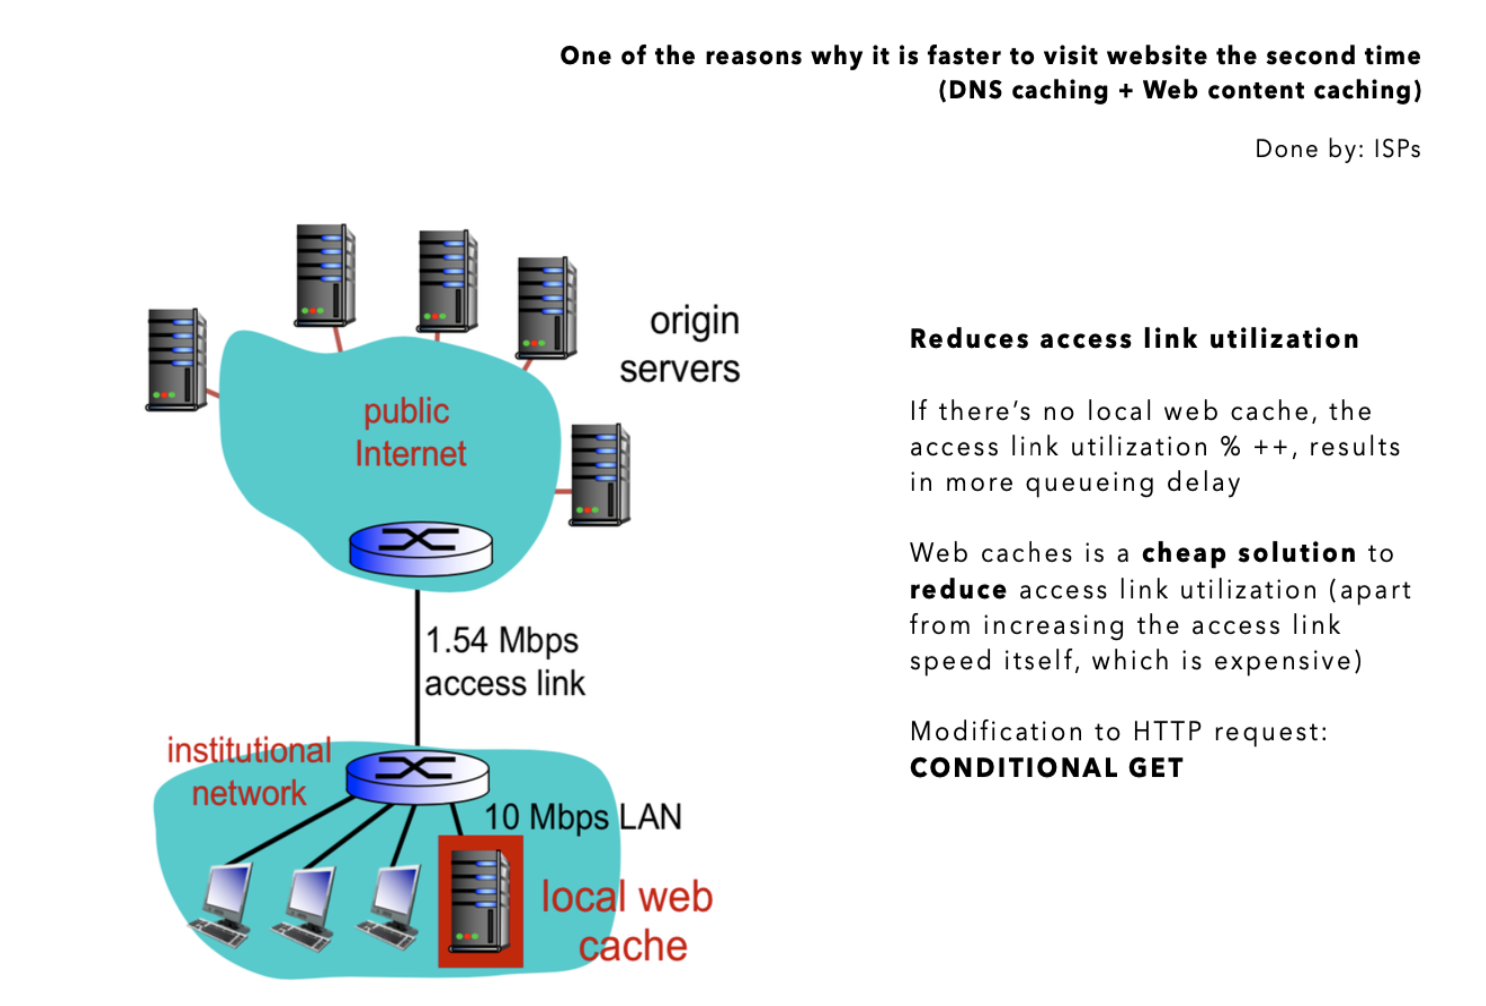 One of the reasons why it is faster to visit website the second time
(DNS caching + Web content caching)
Done by: ISPs
origin
servers
public
Internet
1.54 Mbps
access link
institutional
network
10 Mbps LAN
local web
cache
Reduces access link utilization
If there’s no local web cache, the
access link utilization % ++, results
in more queueing delay
Web caches is a cheap solution to
reduce access link utilization (apart
from increasing the access link
speed itself, which is expensive)
Modification to HTTP request:
CONDITIONAL GET